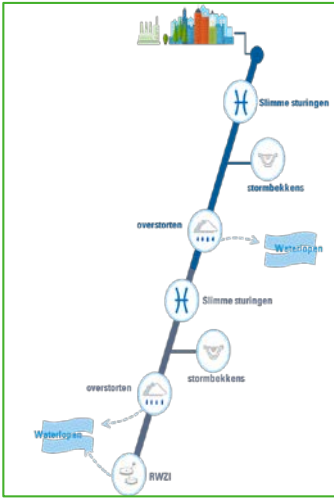 Slimme sturingen
stormbekkens
overstorten
Waterlopen
Slimme sturingen
stormbekkens
overstorten
Waterlopen
RWZI